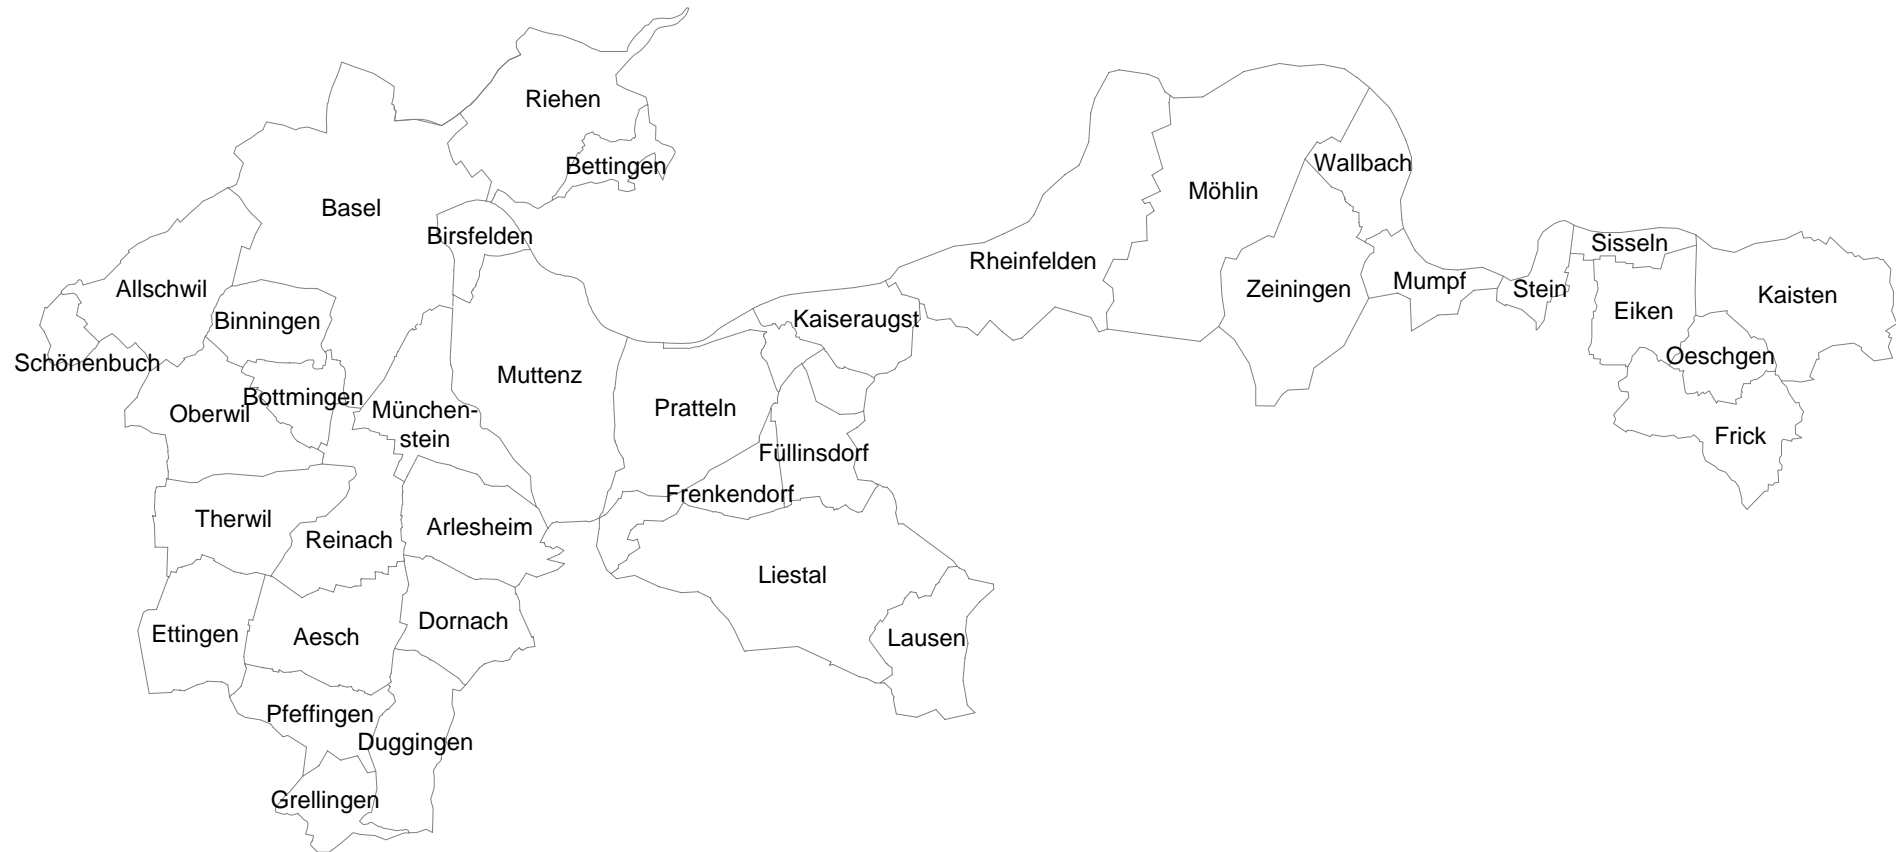 Riehen
Bettingen
Wallbach
Möhlin
Basel
Birsfelden
Sisseln
Rheinfelden
Mumpf
Allschwil
Zeiningen
Stein
Kaisten
Eiken
Binningen
Kaiseraugst
Oeschgen
Schönenbuch
Muttenz
Bottmingen
Oberwil
München-
stein
Pratteln
Frick
Füllinsdorf
Frenkendorf
Therwil
Arlesheim
Reinach
Liestal
Dornach
Ettingen
Aesch
Lausen
Pfeffingen
Duggingen
Grellingen